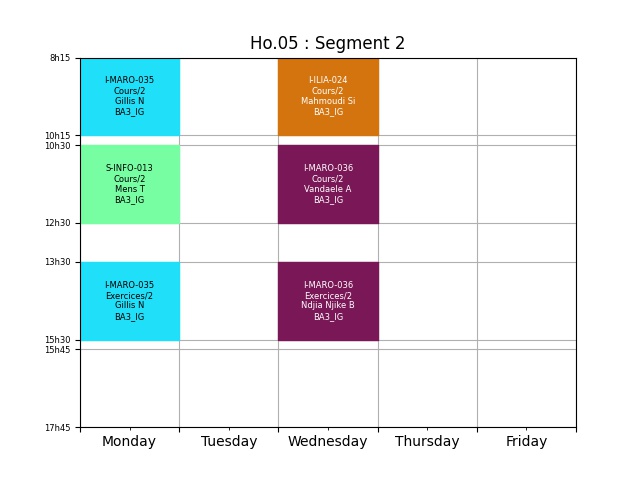 Ho.05 : Segment 2
8h15
I-MARO-035
Cours/2
Gillis N
BA3_IG
I-ILIA-024
Cours/2
Mahmoudi Si
BA3_IG
10h15
10h30
S-INFO-013
Cours/2
Mens T
BA3_IG
I-MARO-036
Cours/2
Vandaele A
BA3_IG
12h30
13h30
I-MARO-035
Exercices/2
Gillis N
BA3_IG
I-MARO-036
Exercices/2
Ndjia Njike B
BA3_IG
15h30
15h45
17h45
Monday Tuesday Wednesday Thursday Friday